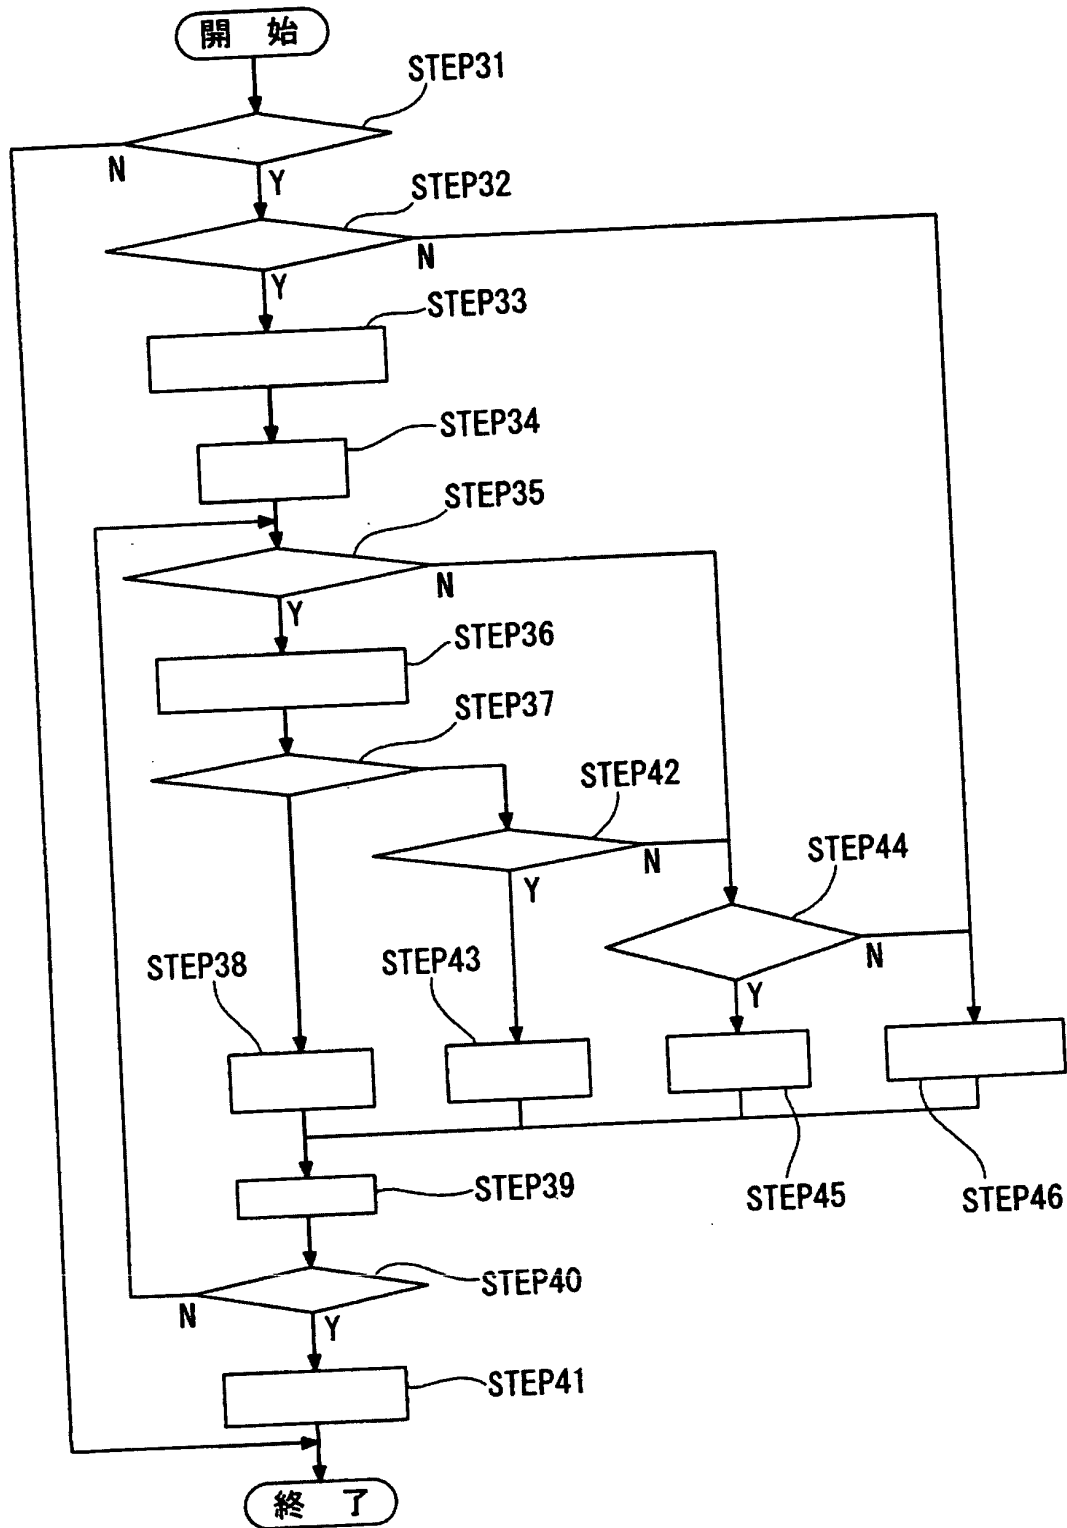 開 始
STEP31
N
Y
STEP32
N
Y
STEP33
STEP34
STEP35
N
Y
STEP36
STEP37
STEP42
N
Y
STEP44
N
Y
STEP38
STEP43
STEP39
STEP45
STEP46
STEP40
N
Y
STEP41
終 了